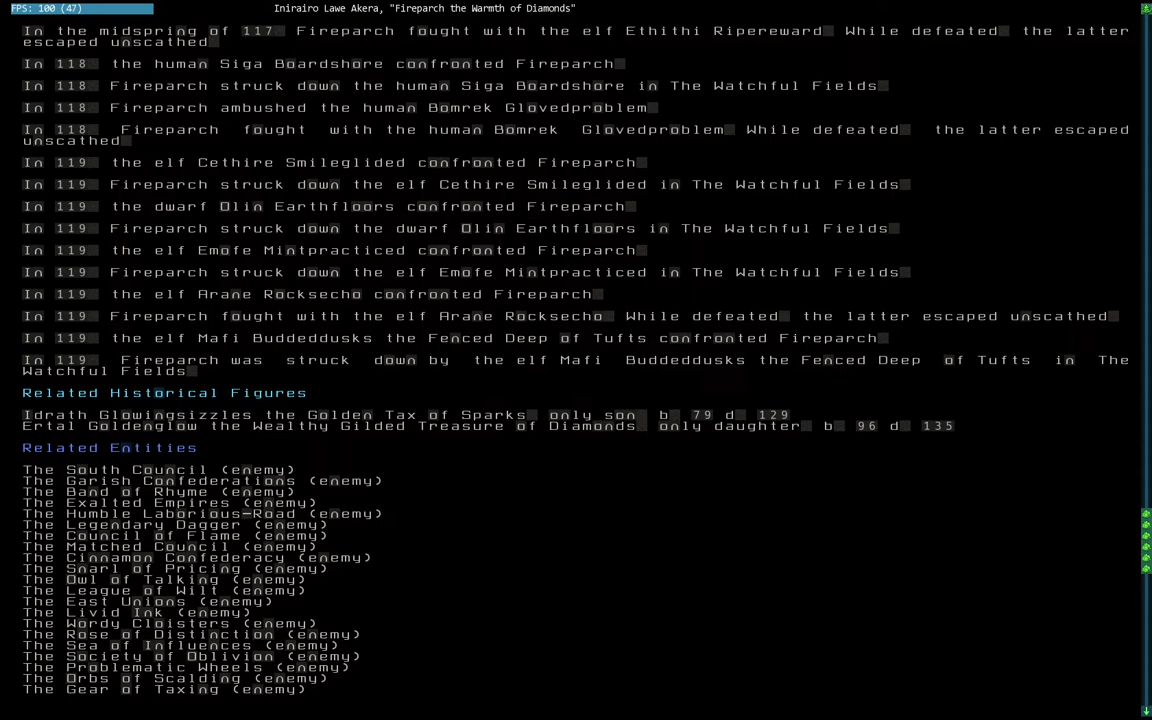 FPS: 100 (47)
Inirairo Lawe Akera, "Fireparch the Warmth of Diamonds"
In the midspring of 117 Fireparch fought with the elf Ethithi Ripereward While defeated the latter
escaped unscathed
In 118 the human Siga Boardshore confronted Fireparch
In 118 Fireparch struck down the human Siga Boardshore in The Watchful Fields
In 118 Fireparch ambushed the human Bomrek Glovedproblem
In 118 Fireparch fought with the human Bomrek Glovedproblem While defeated the latter escaped
unscathed
In 119 the elf Cethire Smileglided confronted Fireparch
In 119 Fireparch struck down the elf Cethire Smileglided in The Watchful Fields
In 119 the dwarf Olin Earthfloors confronted Fireparch
In 119 Fireparch struck down the dwarf Olin Earthfloors in The Watchful Fields
In 119 the elf Emofe Mintpracticed confronted Fireparch
In 119 Fireparch struck down the elf Emofe Mintpracticed in The Watchful Fields
In 119 the elf Arane Rocksecho confronted Fireparch
In 119 Fireparch fought with the elf Arane Rocksecho While defeated the latter escaped unscathed
In 119 the elf Mafi Buddeddusks the Fenced Deep of Tufts confronted Fireparch
In 119 Fireparch was struck down by the elf Mafi Buddeddusks the Fenced Deep of Tufts in The
Watchful Fields
Related Historical Figures
Idrath Glowingsizzles the Golden Tax of Sparks only son b 79 d 129
Ertal Goldenglow the Wealthy Gilded Treasure of Diamonds only daughter b 96 d 135
Related Entities
The South Council (enemy)
The Garish Confederations (enemy)
The Band of Rhyme (enemy)
The Exalted Empires (enemy)
The Humble Laborious-Road (enemy)
The Legendary Dagger (enemy)
The Council of Flame (enemy)
The Matched Council (enemy)
The Cinnamon Confederacy (enemy)
The Snarl of Pricing (enemy)
The Owl of Talking (enemy)
The League of Wilt (enemy)
The East Unions (enemy)
The Livid Ink (enemy)
The Wordy Cloisters (enemy)
The Rose of Distinction (enemy)
The Sea of Influences (enemy)
The Society of Oblivion (enemy)
The Problematic Wheels (enemy)
The Orbs of Scalding (enemy)
The Gear of Taxing (enemy)